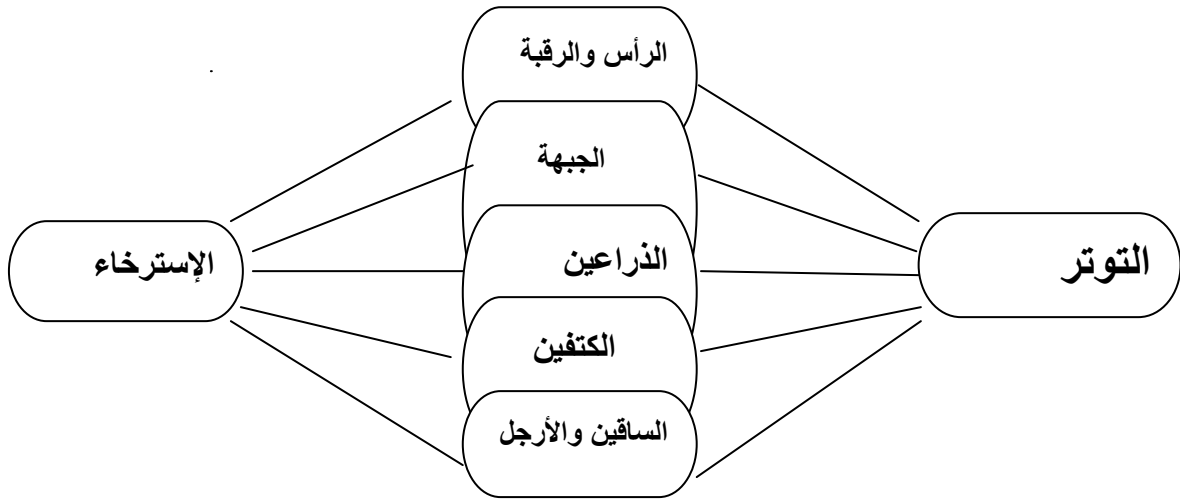 الرأس والرقبة
الجبهة
التوتر
الذراعين
الإسترخاء
الكتفين
الساقين والأرجل